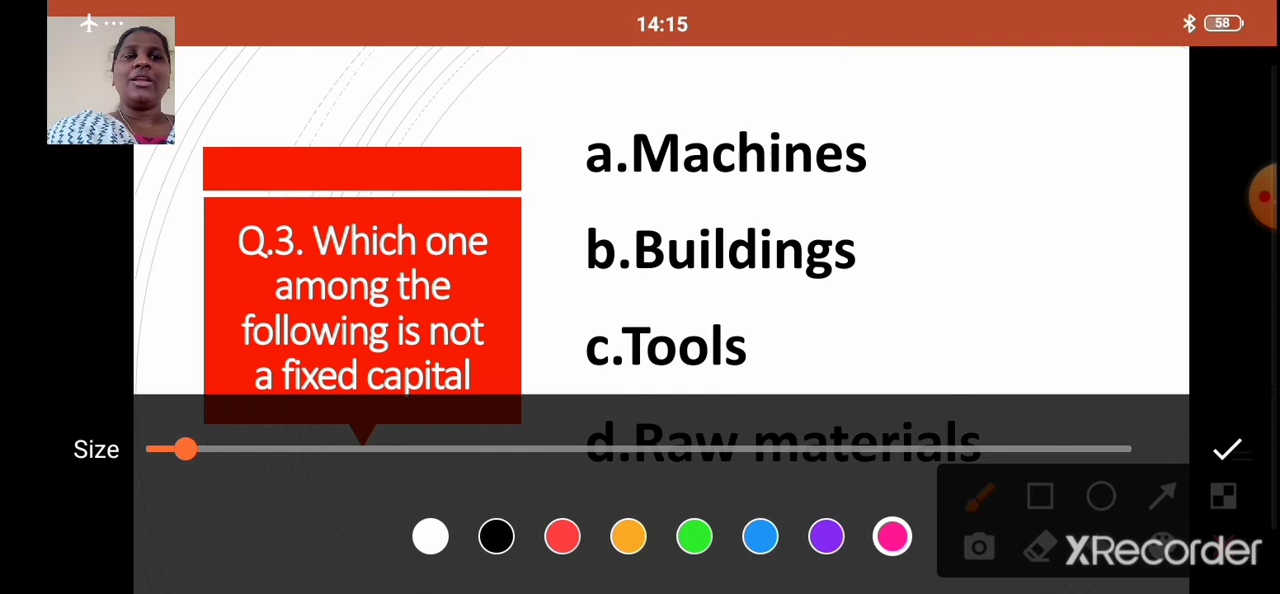 14:15
58
a.Machines
Q.3. Which one
among the
following is not
a fixed capital
b.Buildings
c.Tools
d.Raw materials
Size
XRecorder